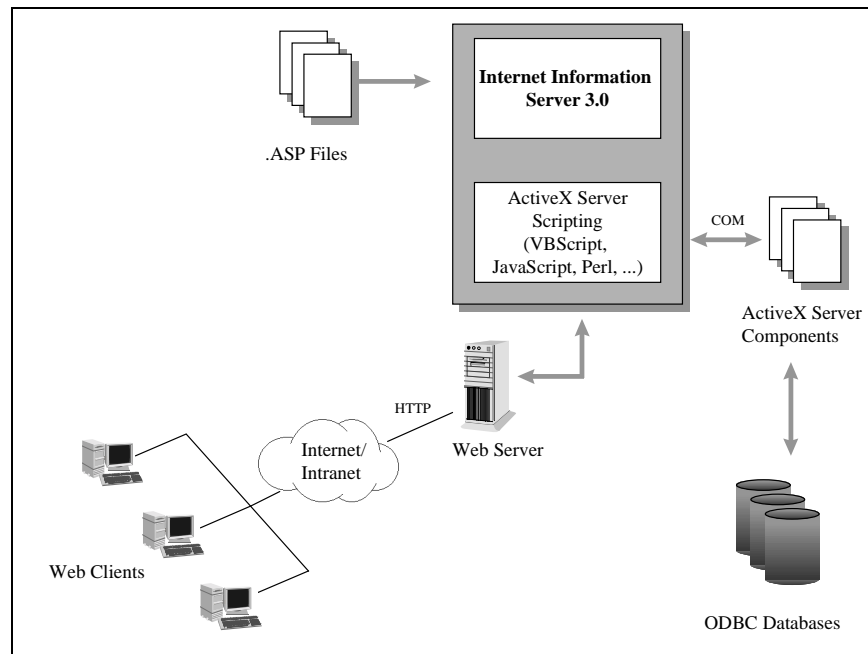 Internet Information
Server 3.0
.ASP Files
ActiveX Server
Scripting
(VBScript,
JavaScript, Perl, ...)
COM
ActiveX Server
Components
HTTP
Web Server
Internet/
Intranet
Web Clients
ODBC Databases